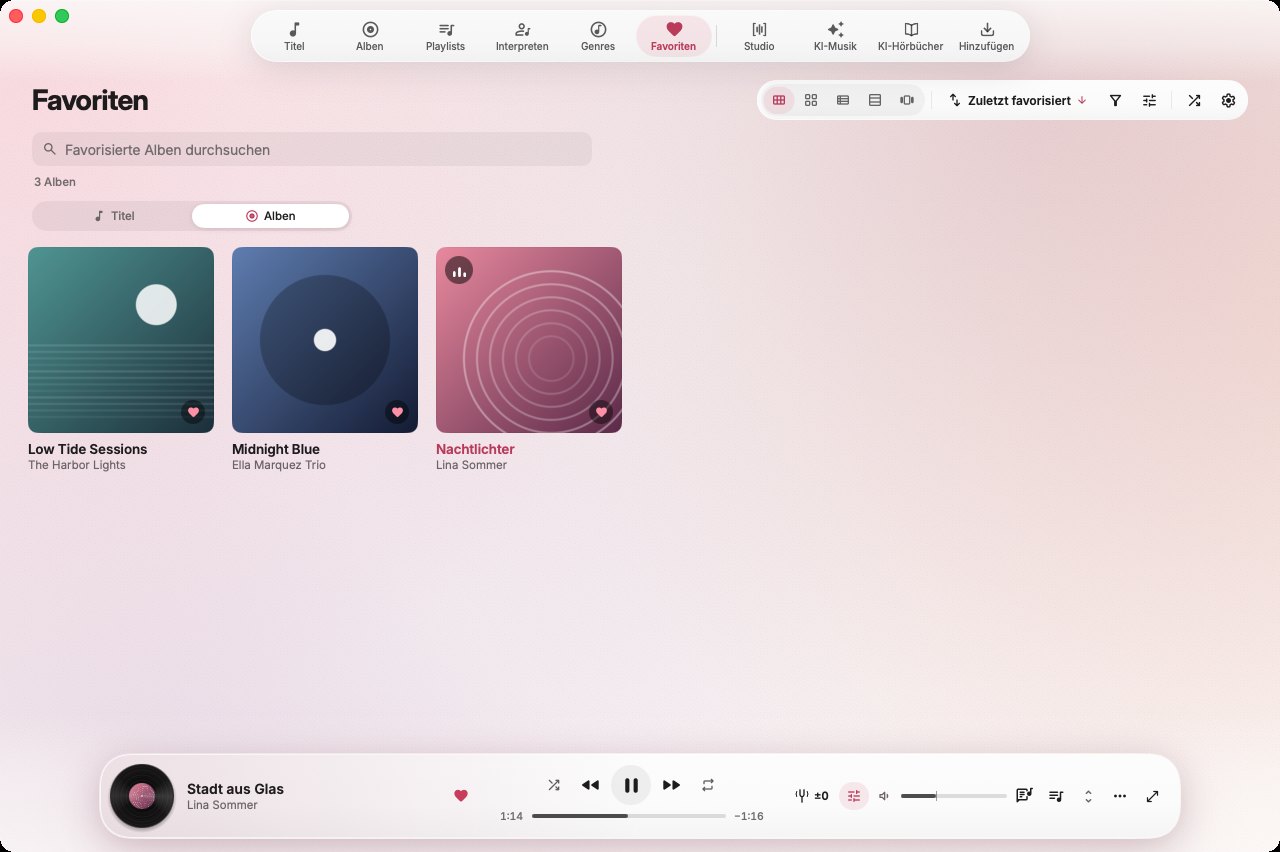 Titel
Alben
Playlists
Interpreten
Genres
Favoriten
Studio
KI-Musik
KI-Hörbücher
Hinzufügen
Favoriten
Zuletzt favorisiert
Favorisierte Alben durchsuchen
3 Alben
Titel
Alben
Low Tide Sessions
The Harbor Lights
Midnight Blue
Ella Marquez Trio
Nachtlichter
Lina Sommer
Stadt aus Glas
Lina Sommer
1:14
−1:16
±0